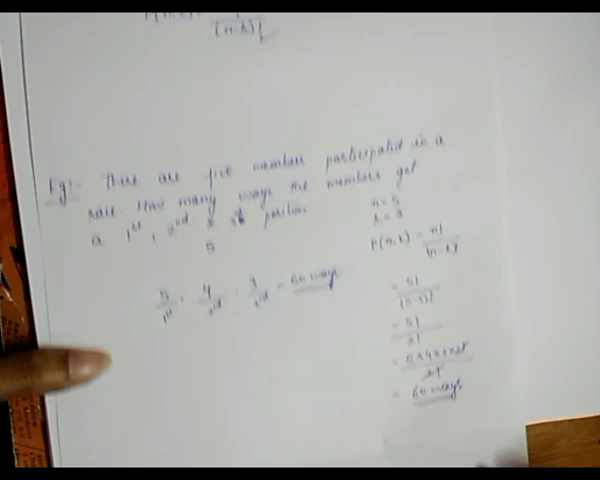 (n-r)!
Eg1:- There are five members participated in a
race. How many ways the members get
a 1st, 2nd & 3rd position
5
5/1st . 4/2nd . 3/3rd = 60 ways
n = 5
r = 3
P(n,r) = n!/(n-r)!
= 5!/(5-3)!
= 5!/2!
= 5×4×3×2!/2!
= 60 ways